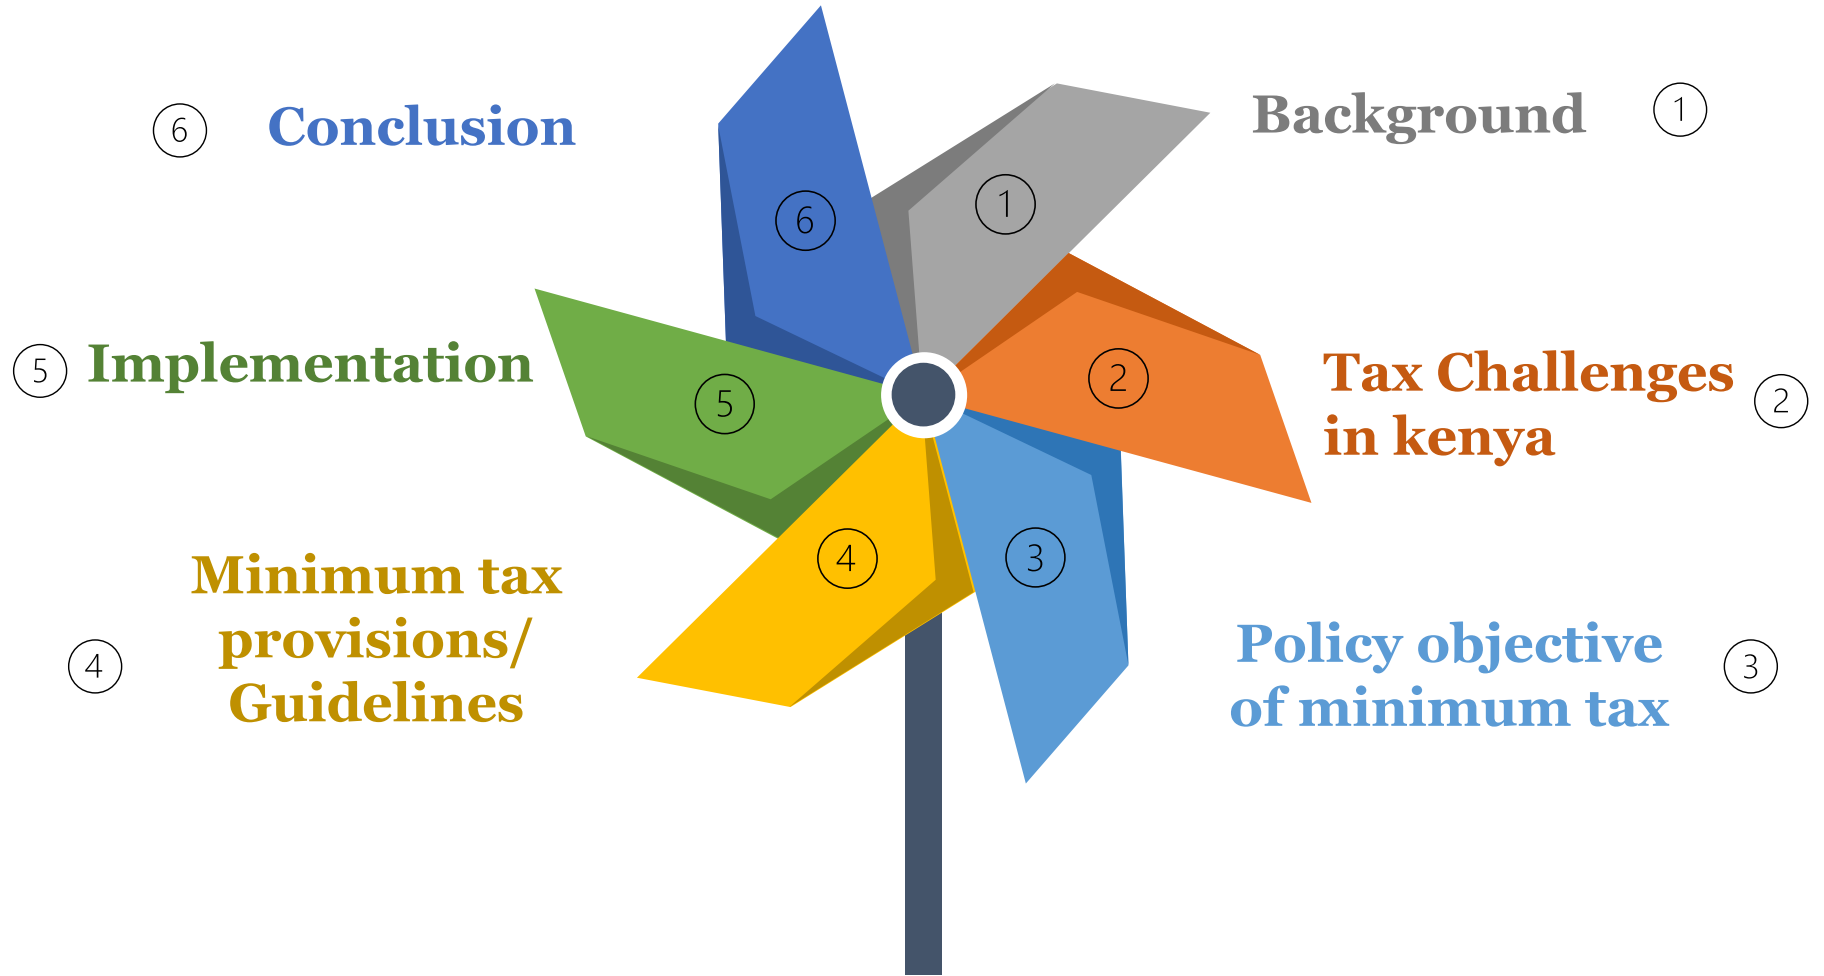 Background
1
Tax Challenges
in kenya
2
Policy objective
of minimum tax
3
Minimum tax
provisions/
Guidelines
4
Implementation
5
Conclusion
6
1
2
3
4
5
6